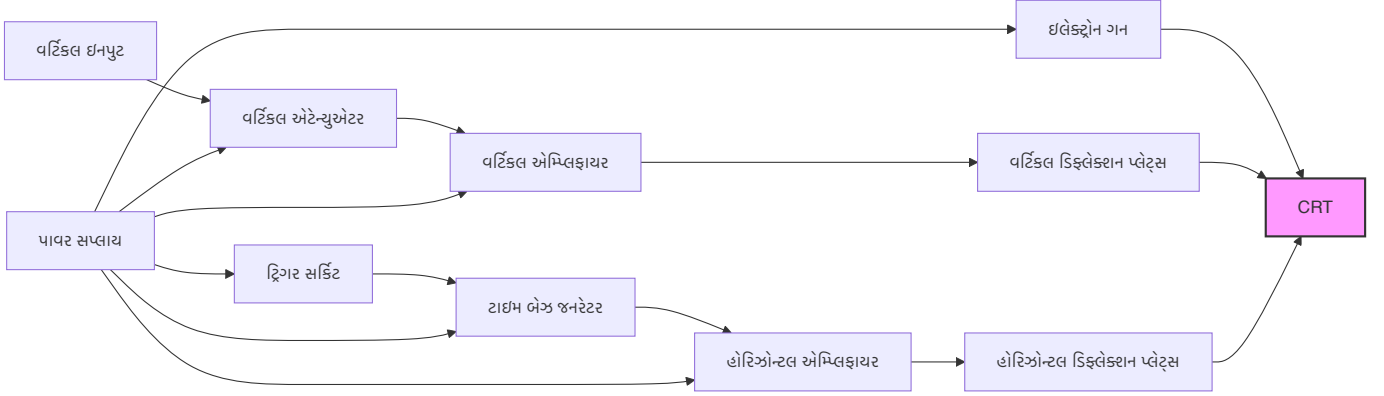 વર્ટિકલ ઇનપુટ
પાવર સપ્લાય
વર્ટિકલ એટેન્યુએટર
ટ્રિગર સર્કિટ
વર્ટિકલ એમ્પ્લિફાયર
ટાઇમ બેઝ જનરેટર
હોરિઝોન્ટલ એમ્પ્લિફાયર
ઇલેક્ટ્રોન ગન
વર્ટિકલ ડિફ્લેક્શન પ્લેટ્સ
હોરિઝોન્ટલ ડિફ્લેક્શન પ્લેટ્સ
CRT